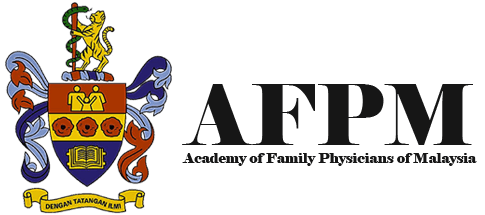 AFPM
Academy of Family Physicians of Malaysia
DENGAN TATANGAN ILMI